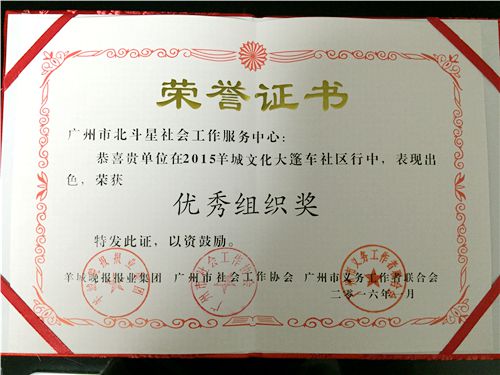 荣誉证书
广州市北斗星社会工作服务中心：
恭喜贵单位在2015羊城文化大篷车社区行中，表现出
色，荣获
优秀组织奖
特发此证，以资鼓励。
羊城晚报报业集团 广州市社会工作协会 广州市义务工作者联合会
二零一六年 月